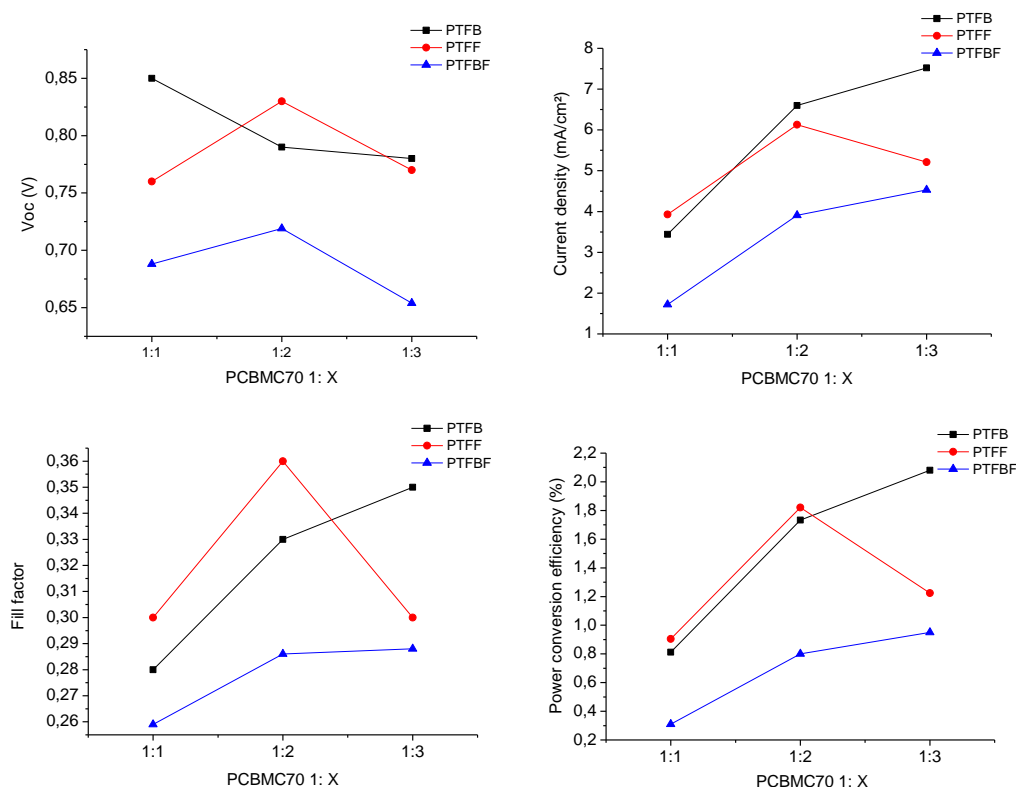 PTFB
PTFF
PTFBF
0,85
0,80
0,75
0,70
0,65
Voc (V)
1:1
1:2
1:3
PCBMC70 1: X
PTFB
PTFF
PTFBF
8
7
6
5
4
3
2
1
Current density (mA/cm²)
1:1
1:2
1:3
PCBMC70 1: X
PTFB
PTFF
PTFBF
0,36
0,35
0,34
0,33
0,32
0,31
0,30
0,29
0,28
0,27
0,26
Fill factor
1:1
1:2
1:3
PCBMC70 1: X
PTFB
PTFF
PTFBF
2,2
2,0
1,8
1,6
1,4
1,2
1,0
0,8
0,6
0,4
0,2
Power conversion efficiency (%)
1:1
1:2
1:3
PCBMC70 1: X